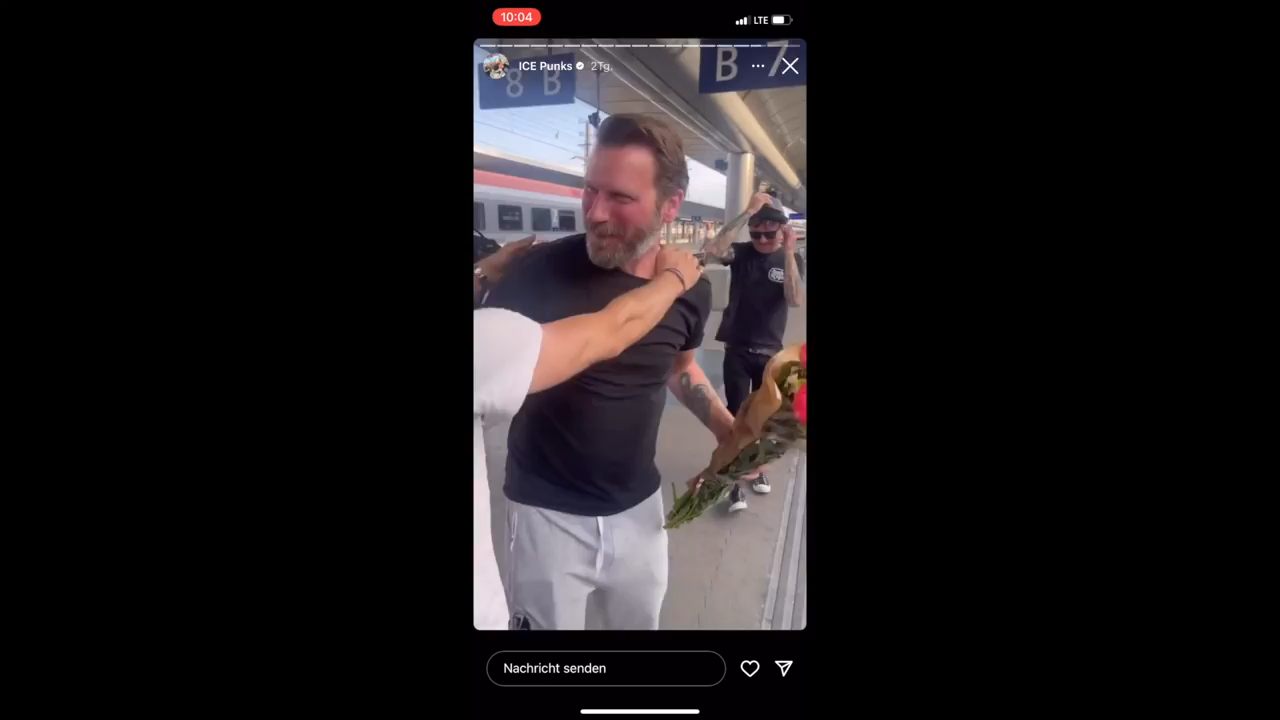 10:04
LTE
ICE Punks 2Tg.
8 B
B 7
Nachricht senden